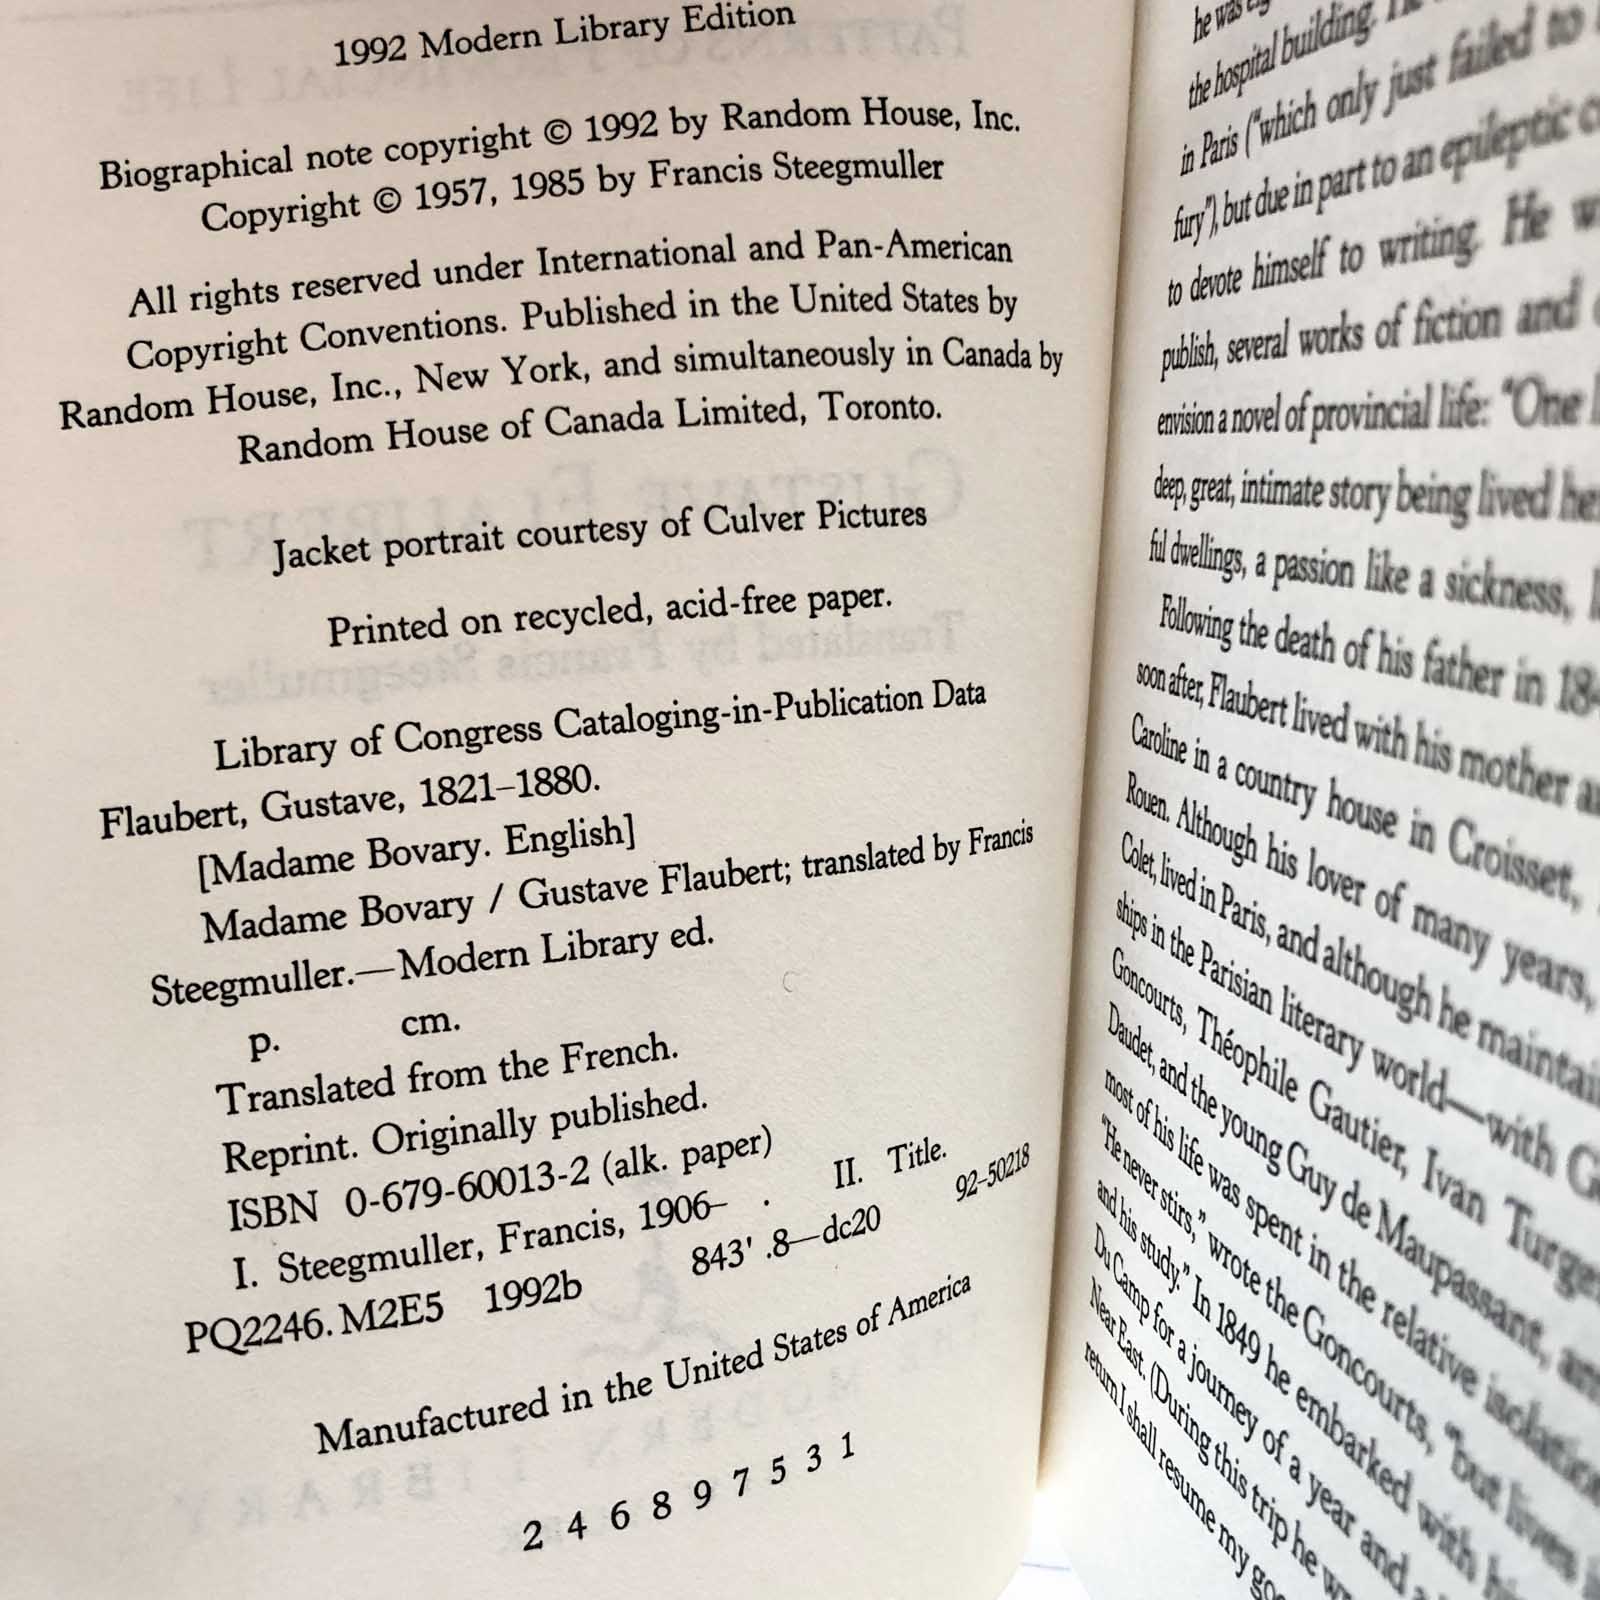 1992 Modern Library Edition
Biographical note copyright © 1992 by Random House, Inc.
Copyright © 1957, 1985 by Francis Steegmuller
All rights reserved under International and Pan-American
Copyright Conventions. Published in the United States by
Random House, Inc., New York, and simultaneously in Canada by
Random House of Canada Limited, Toronto.
Jacket portrait courtesy of Culver Pictures
Printed on recycled, acid-free paper.
Library of Congress Cataloging-in-Publication Data
Flaubert, Gustave, 1821–1880.
[Madame Bovary. English]
Madame Bovary / Gustave Flaubert; translated by Francis
Steegmuller.—Modern Library ed.
p. cm.
Translated from the French.
Reprint. Originally published.
ISBN 0-679-60013-2 (alk. paper)
I. Steegmuller, Francis, 1906– . II. Title.
PQ2246.M2E5 1992b 843'.8—dc20 92-50218
Manufactured in the United States of America
2 4 6 8 9 7 5 3 1
he was
the hospital building.
in Paris ("which only just failed to
fury"), but due in part to an epileptic
to devote himself to writing. He
publish, several works of fiction and
envision a novel of provincial life: "One
deep, great, intimate story being lived
ful dwellings, a passion like a sickness,
Following the death of his father in
soon after, Flaubert lived with his mother
Caroline in a country house in Croisset,
Rouen. Although his lover of many years,
Colet, lived in Paris, and although he
ships in the Parisian literary world—with
Goncourts, Théophile Gautier, Ivan
Daudet, and the young Guy de Maupassant,
most of his life was spent in the relative
"He never stirs," wrote the Goncourts, "but lives
and his study." In 1849 he embarked with
Du Camp for a journey of a year and
Near East. (During this trip he
return I shall resume my